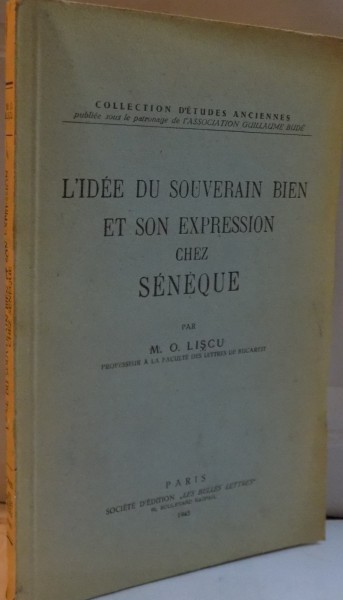 COLLECTION D'ÉTUDES ANCIENNES
publiée sous le patronage de l'ASSOCIATION GUILLAUME BUDÉ
L'IDÉE DU SOUVERAIN BIEN
ET SON EXPRESSION
CHEZ
SÉNÈQUE
PAR
M. O. LIŞCU
PROFESSEUR À LA FACULTÉ DES LETTRES DE BUCAREST
PARIS
SOCIÉTÉ D'ÉDITION „LES BELLES LETTRES"
95, BOULEVARD RASPAIL